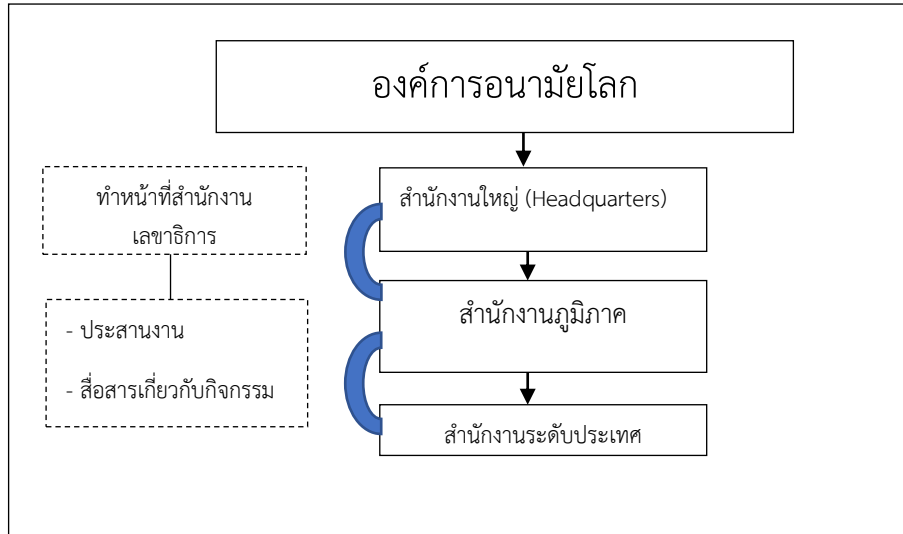 องค์การอนามัยโลก
สำนักงานใหญ่ (Headquarters)
ทำหน้าที่สำนักงาน
เลขาธิการ
สำนักงานภูมิภาค
- ประสานงาน
- สื่อสารเกี่ยวกับกิจกรรม
สำนักงานระดับประเทศ